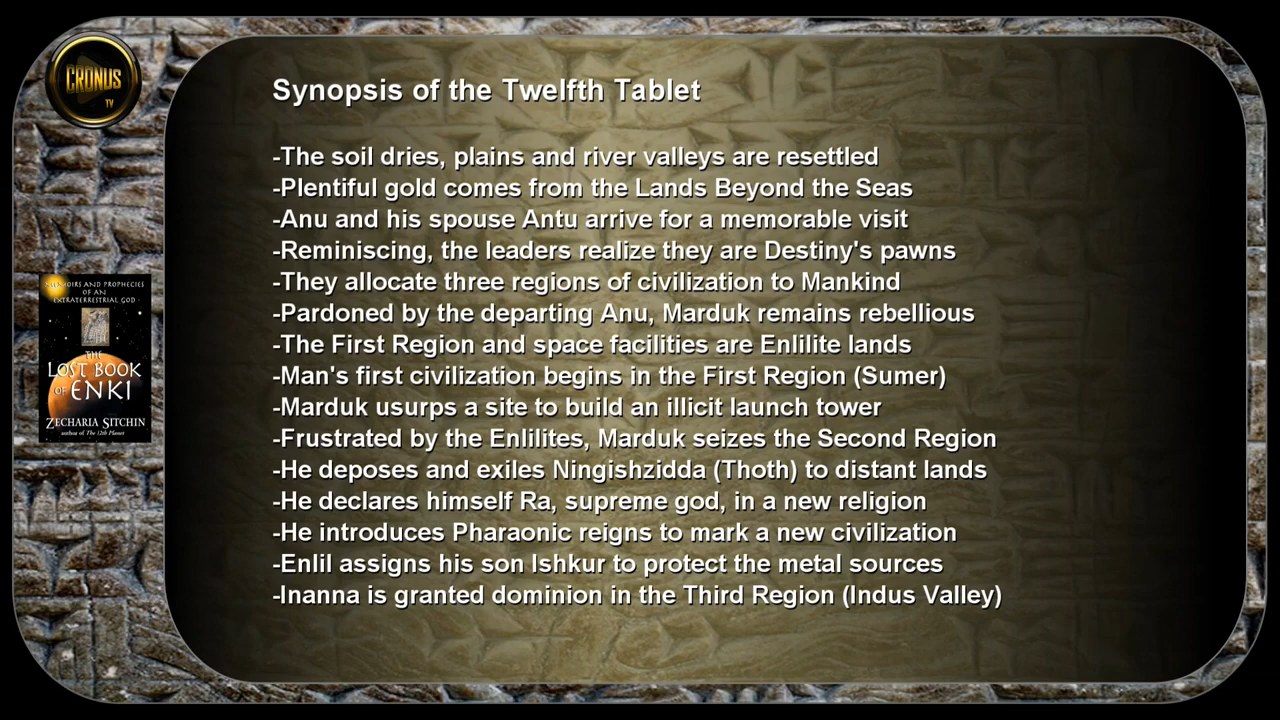 CRONUS
TV
Synopsis of the Twelfth Tablet
-The soil dries, plains and river valleys are resettled
-Plentiful gold comes from the Lands Beyond the Seas
-Anu and his spouse Antu arrive for a memorable visit
-Reminiscing, the leaders realize they are Destiny's pawns
-They allocate three regions of civilization to Mankind
-Pardoned by the departing Anu, Marduk remains rebellious
-The First Region and space facilities are Enlilite lands
-Man's first civilization begins in the First Region (Sumer)
-Marduk usurps a site to build an illicit launch tower
-Frustrated by the Enlilites, Marduk seizes the Second Region
-He deposes and exiles Ningishzidda (Thoth) to distant lands
-He declares himself Ra, supreme god, in a new religion
-He introduces Pharaonic reigns to mark a new civilization
-Enlil assigns his son Ishkur to protect the metal sources
-Inanna is granted dominion in the Third Region (Indus Valley)
MEMOIRS AND PROPHECIES
OF AN
EXTRATERRESTRIAL GOD
THE
LOST BOOK
OF ENKI
ZECHARIA SITCHIN
author of The 12th Planet